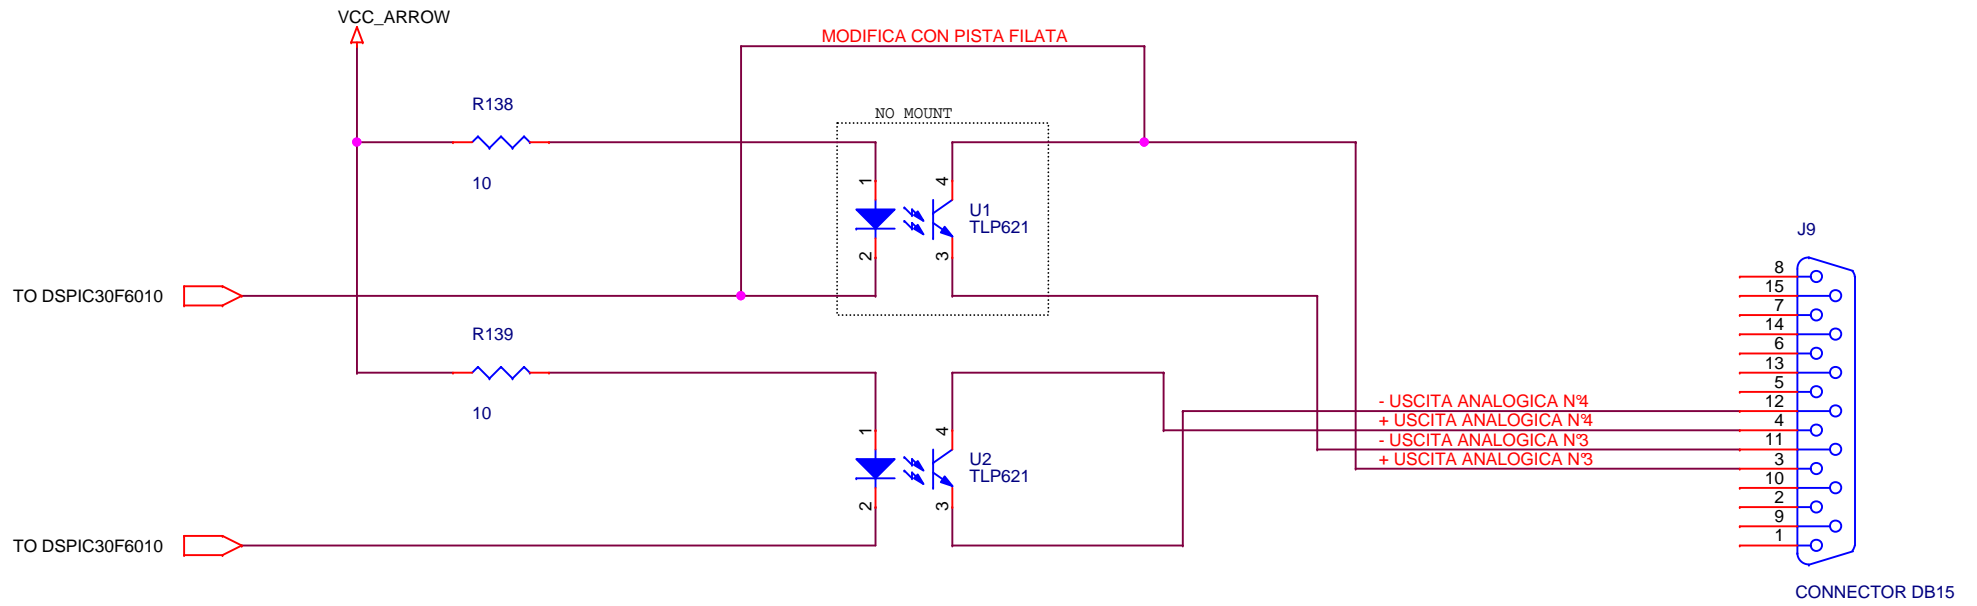 VCC_ARROW
MODIFICA CON PISTA FILATA
R138
10
NO MOUNT
1
4
U1
TLP621
2
3
TO DSPIC30F6010
R139
10
1
4
U2
TLP621
2
3
TO DSPIC30F6010
J9
8
15
7
14
6
13
5
12
4
11
3
10
2
9
1
- USCITA ANALOGICA N°4
+ USCITA ANALOGICA N°4
- USCITA ANALOGICA N°3
+ USCITA ANALOGICA N°3
CONNECTOR DB15